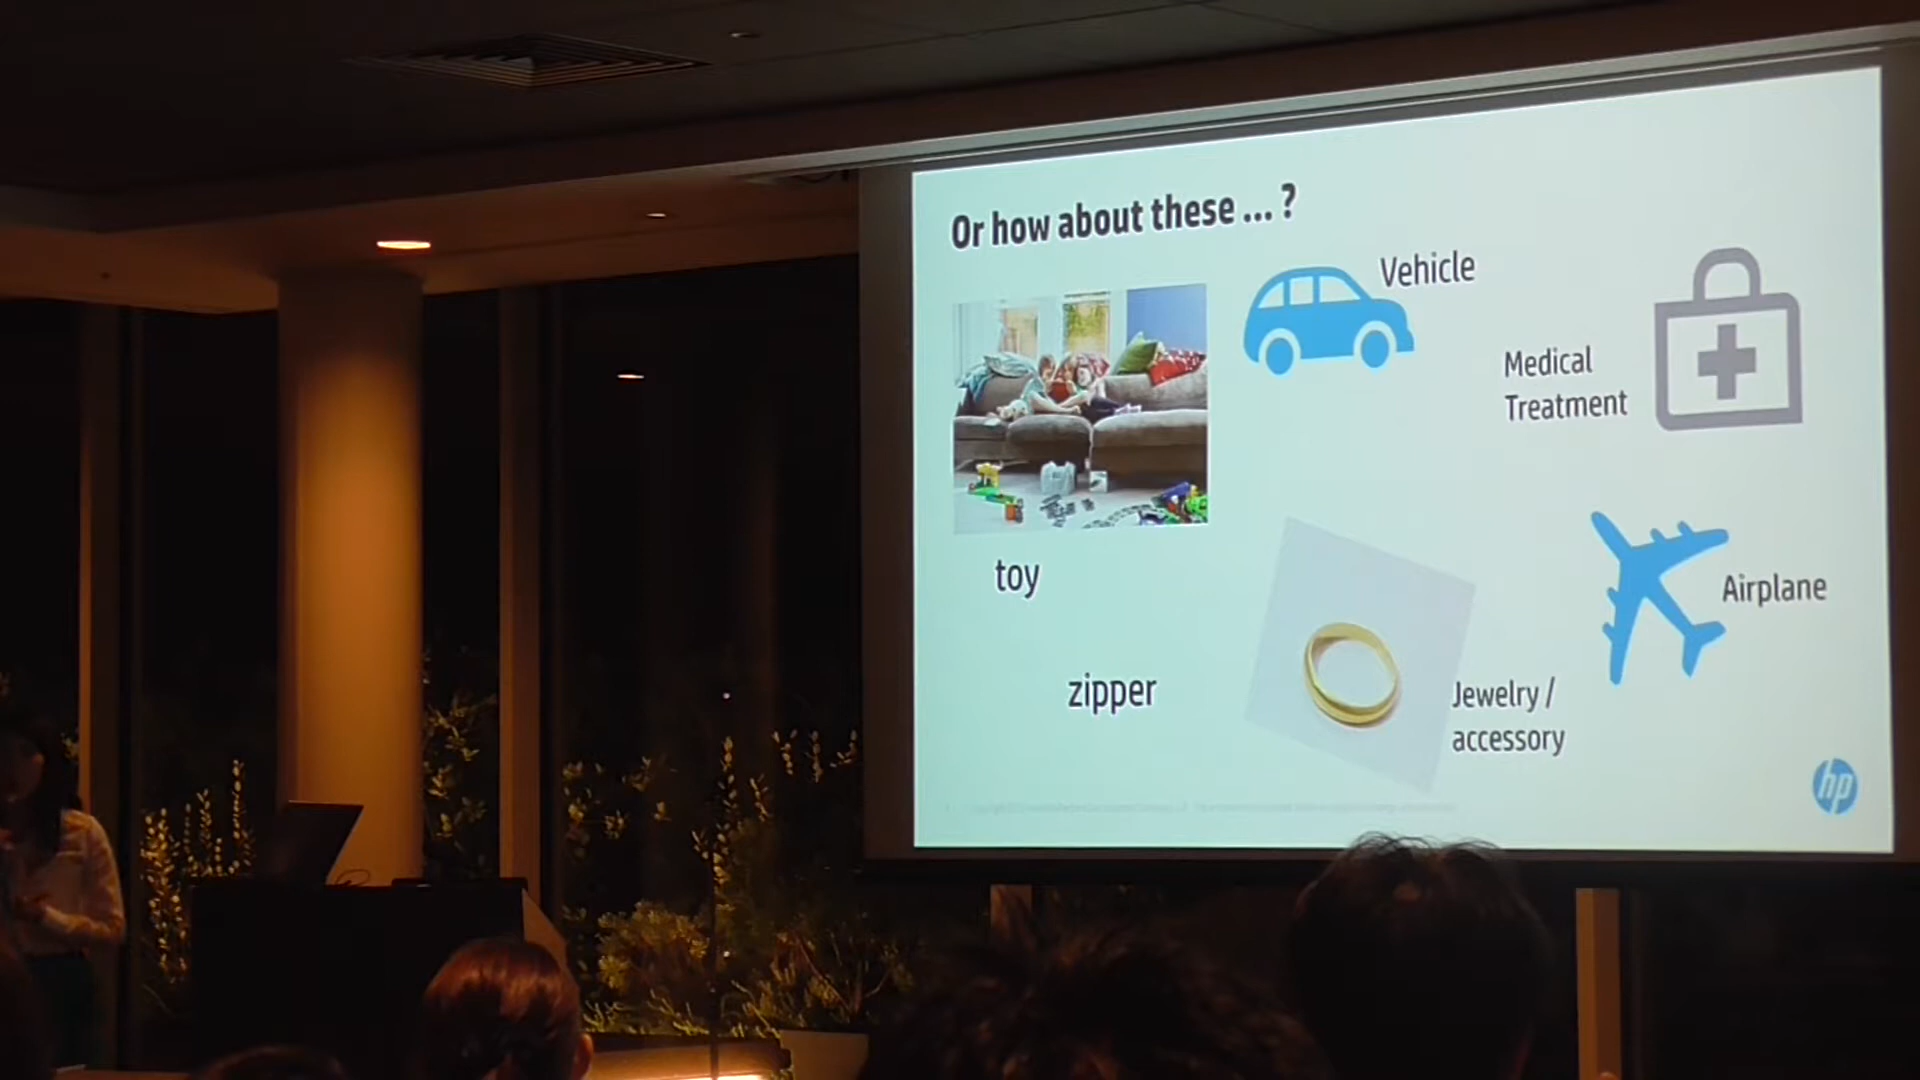 Or how about these ... ?
Vehicle
Medical
Treatment
toy
Airplane
zipper
Jewelry /
accessory
hp